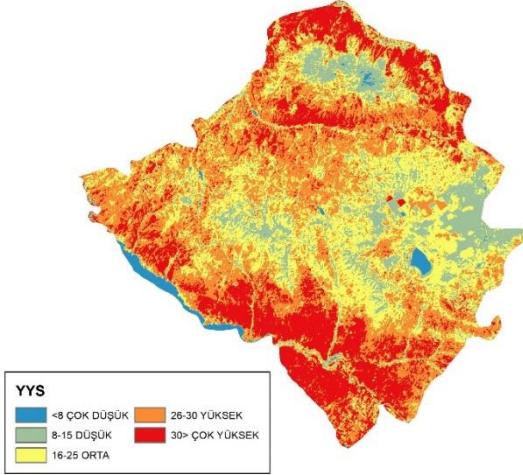 YYS
<8 ÇOK DÜŞÜK
26-30 YÜKSEK
8-15 DÜŞÜK
30> ÇOK YÜKSEK
16-25 ORTA